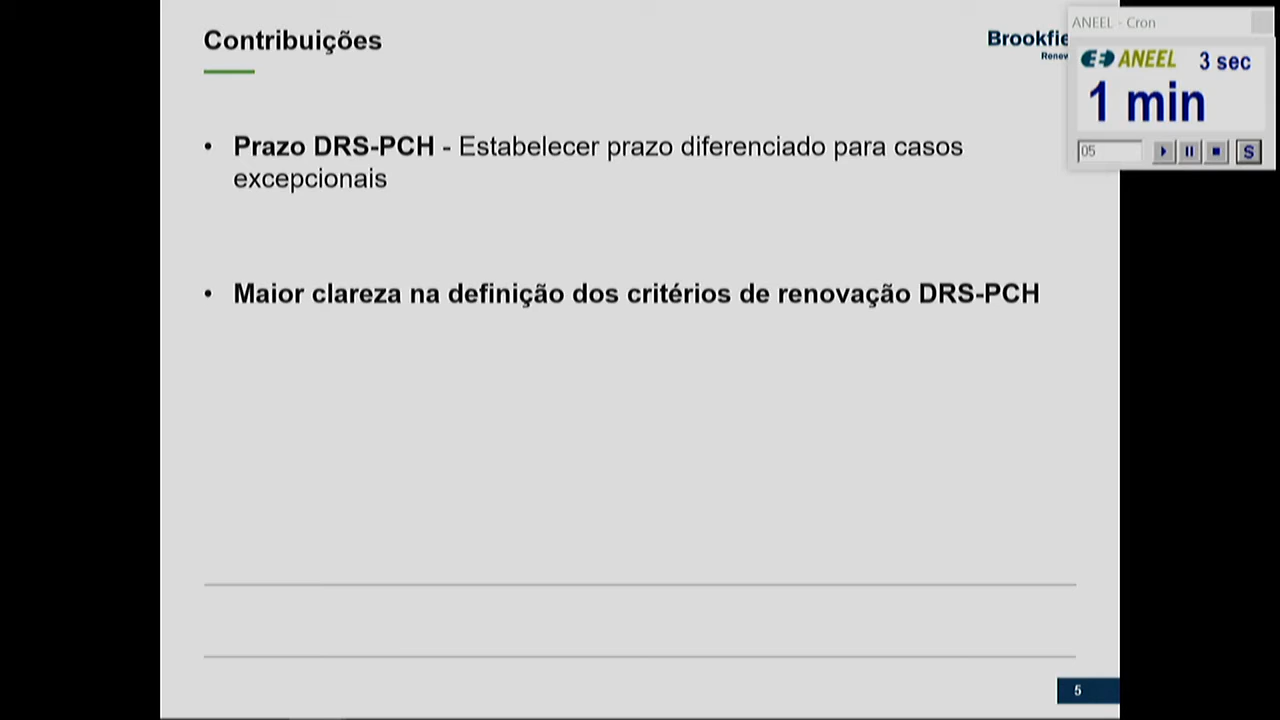 Contribuições
Brookfie
Renew
ANEEL - Cron
ANEEL 3 sec
1 min
05
S
• Prazo DRS-PCH - Estabelecer prazo diferenciado para casos
excepcionais
• Maior clareza na definição dos critérios de renovação DRS-PCH
5